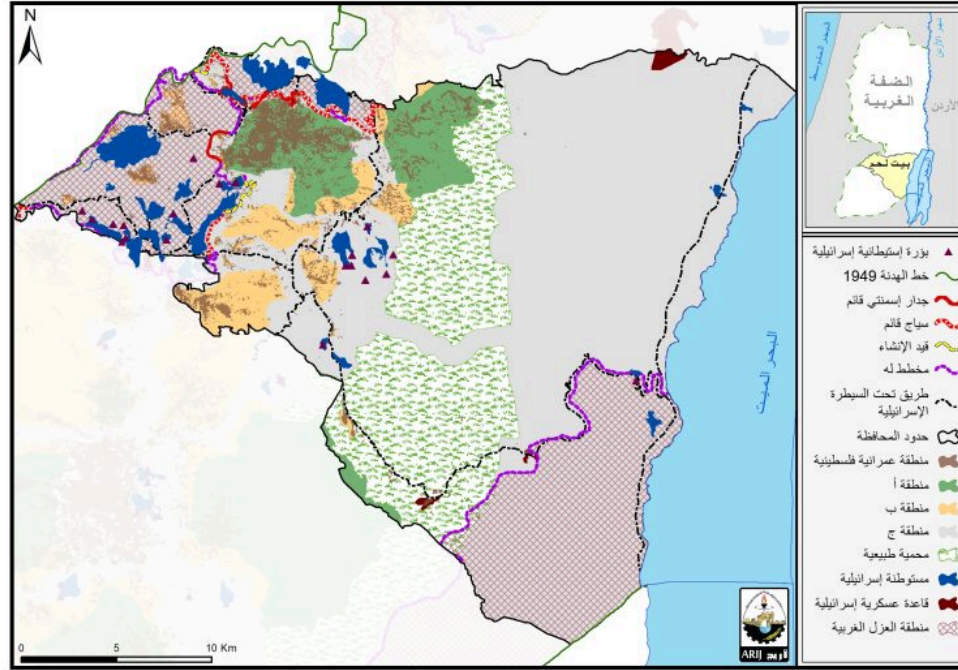 N
0
5
10 Km
البحر الميت
ARIJ أريج
البحر المتوسط
نهر الأردن
الضفة
الغربية
الأردن
بيت لحم
بؤرة إستيطانية إسرائيلية
خط الهدنة 1949
جدار إسمنتي قائم
سياج قائم
قيد الإنشاء
مخطط له
طريق تحت السيطرة
الإسرائيلية
حدود المحافظة
منطقة عمرانية فلسطينية
منطقة أ
منطقة ب
منطقة ج
محمية طبيعية
مستوطنة إسرائيلية
قاعدة عسكرية إسرائيلية
منطقة العزل الغربية